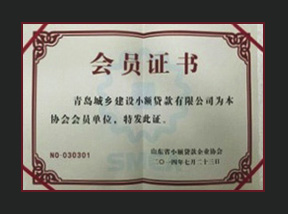 会员证书
青岛城乡建设小额贷款有限公司为本
协会会员单位，特发此证。
NO·030301
山东省小额贷款企业协会
二〇一四年七月二十三日